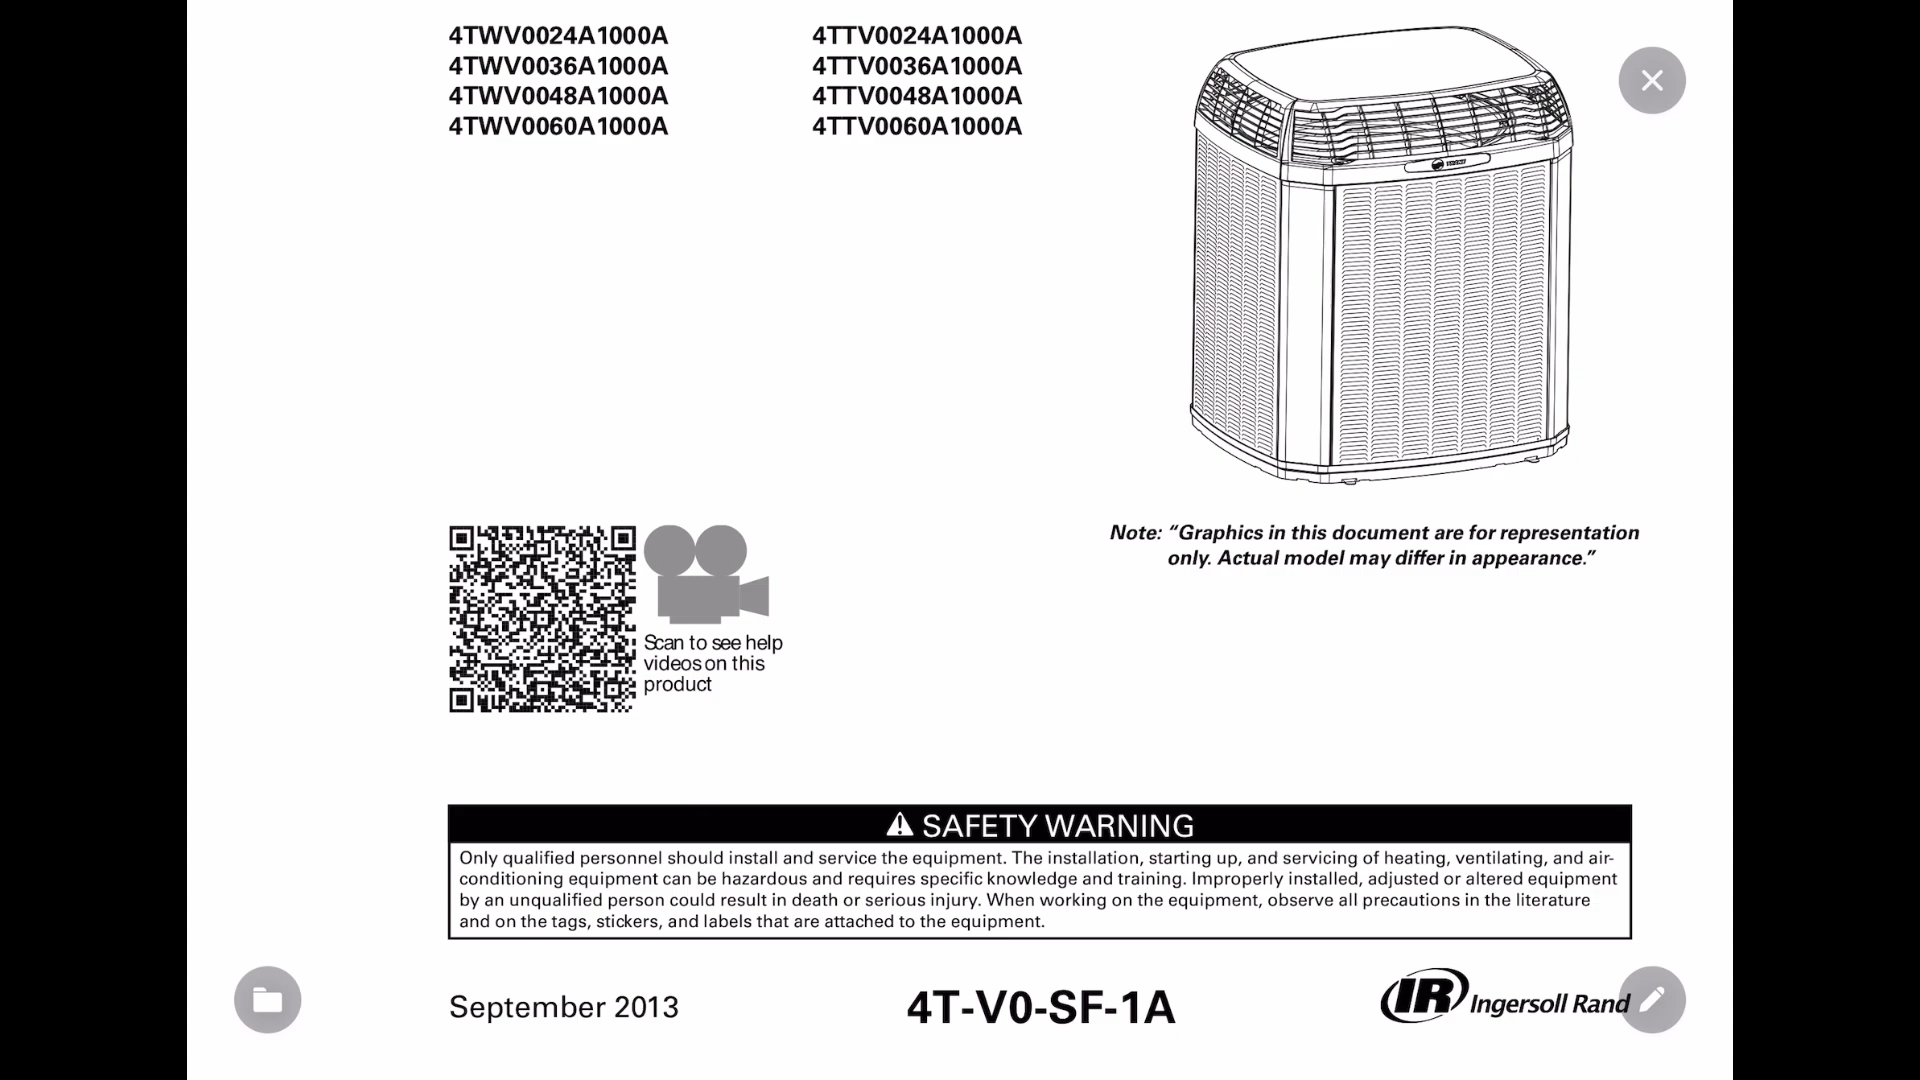 4TWV0024A1000A
4TWV0036A1000A
4TWV0048A1000A
4TWV0060A1000A
4TTV0024A1000A
4TTV0036A1000A
4TTV0048A1000A
4TTV0060A1000A
Note: “Graphics in this document are for representation
only. Actual model may differ in appearance.”
Scan to see help
videos on this
product
SAFETY WARNING
Only qualified personnel should install and service the equipment. The installation, starting up, and servicing of heating, ventilating, and air-
conditioning equipment can be hazardous and requires specific knowledge and training. Improperly installed, adjusted or altered equipment
by an unqualified person could result in death or serious injury. When working on the equipment, observe all precautions in the literature
and on the tags, stickers, and labels that are attached to the equipment.
September 2013
4T-V0-SF-1A
IR Ingersoll Rand